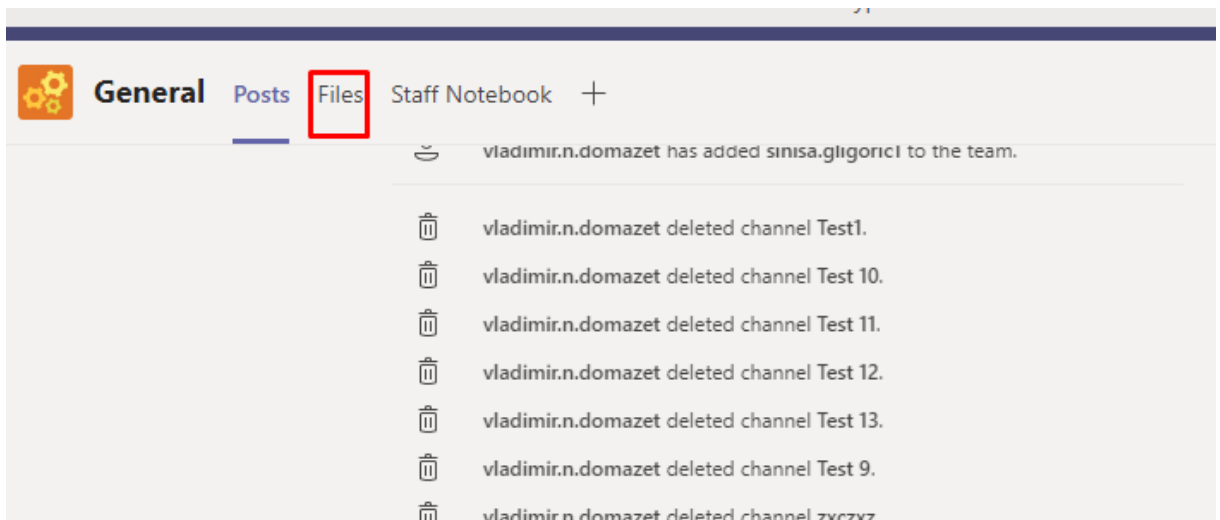 General Posts Files Staff Notebook
vladimir.n.domazet has added sinisa.gligoric1 to the team.
vladimir.n.domazet deleted channel Test1.
vladimir.n.domazet deleted channel Test 10.
vladimir.n.domazet deleted channel Test 11.
vladimir.n.domazet deleted channel Test 12.
vladimir.n.domazet deleted channel Test 13.
vladimir.n.domazet deleted channel Test 9.
vladimir.n.domazet deleted channel zxczxz.